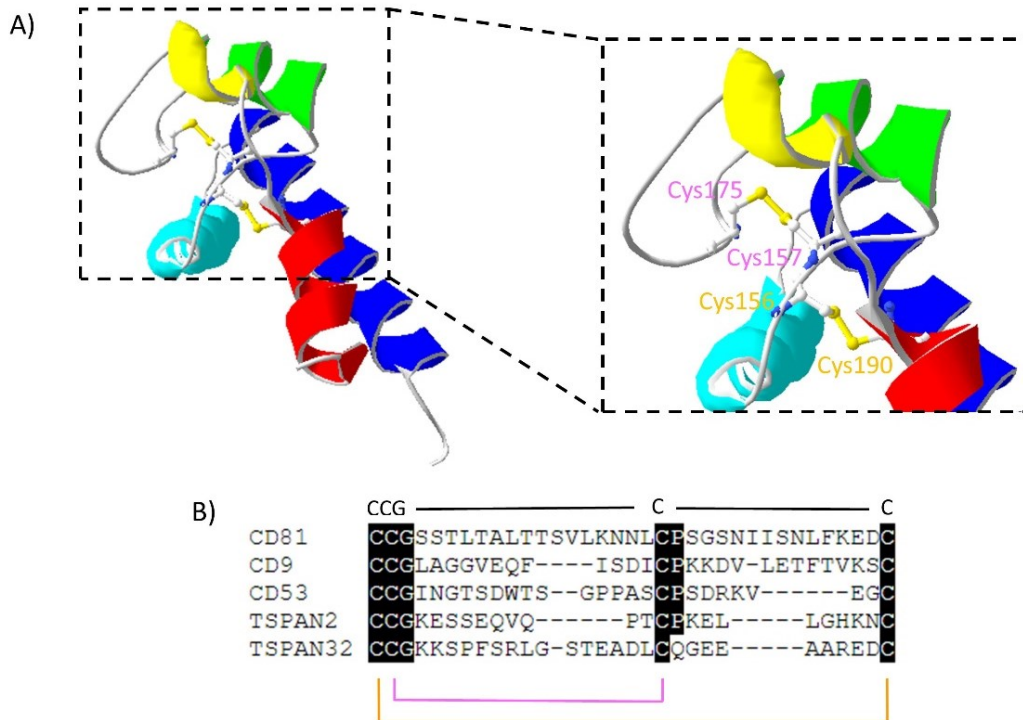 A)
Cys175
Cys157
Cys156
Cys190
B)
CCG C C
CD81 CCGSSTLTALTTSVLKNNLCPSGSNIISNLFKEDC
CD9 CCGLAGGVEQF----ISDICPKKDV-LETFTVKSC
CD53 CCGINGTSDWTS--GPPASCPSDRKV------EGC
TSPAN2 CCGKESSEQVQ------PTCPKEL-----LGHKNC
TSPAN32 CCGKKSPFSRLG-STEADLCQGEE-----AAREDC